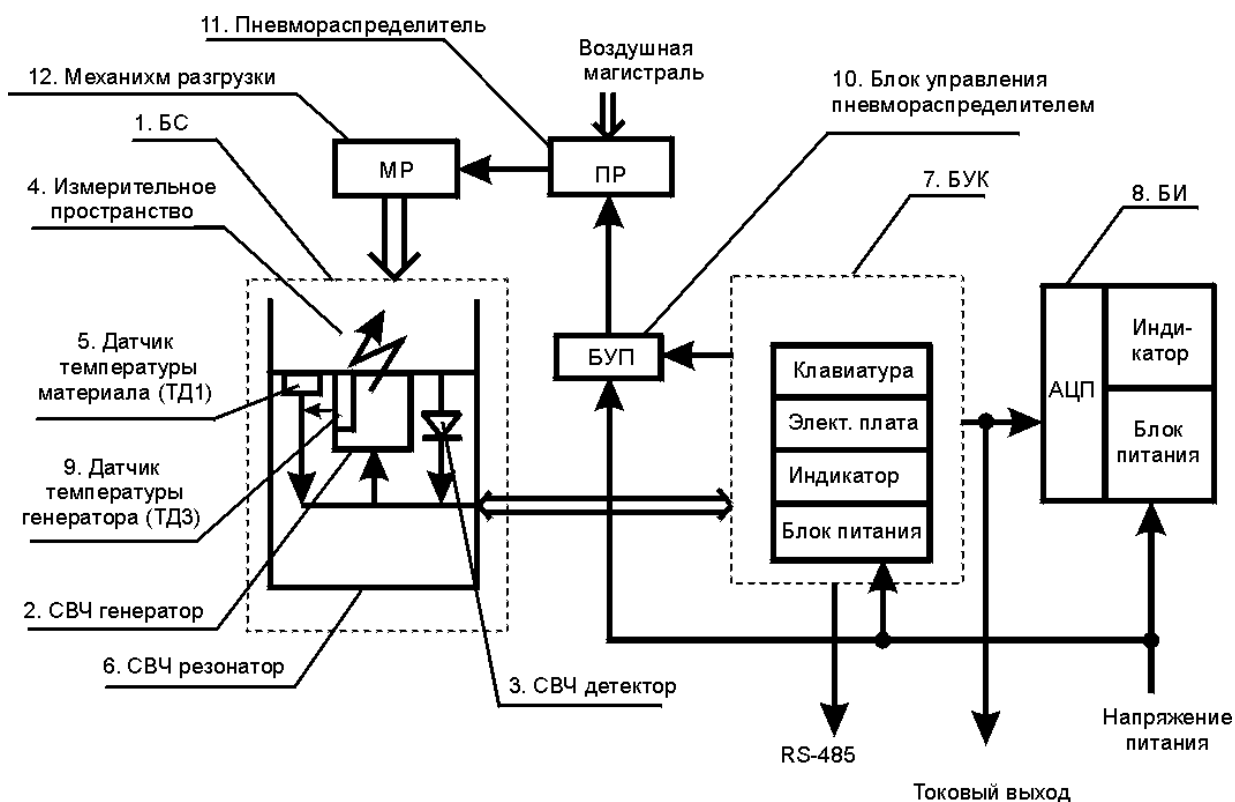 11. Пневмораспределитель
Воздушная
магистраль
12. Механихм разгрузки
10. Блок управления
пневмораспределителем
1. БС
МР
ПР
7. БУК
4. Измерительное
пространство
8. БИ
5. Датчик
температуры
материала (ТД1)
БУП
Клавиатура
Элект. плата
Индикатор
Блок питания
АЦП
Инди-
катор
Блок
питания
9. Датчик
температуры
генератора (ТД3)
2. СВЧ генератор
6. СВЧ резонатор
3. СВЧ детектор
RS-485
Напряжение
питания
Токовый выход